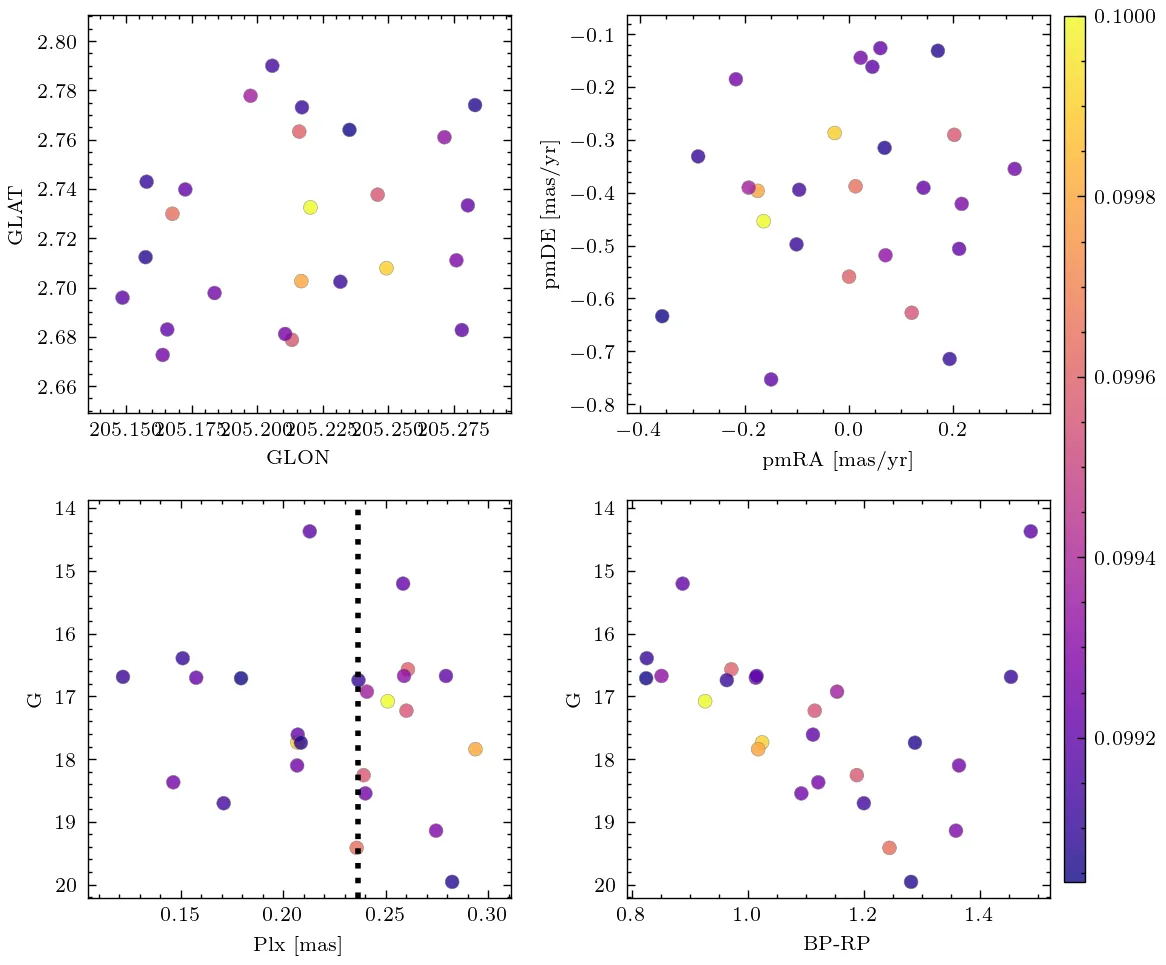 2.80
2.78
2.76
2.74
2.72
2.70
2.68
2.66
GLAT
205.150 205.175 205.200 205.225 205.250 205.275
GLON
−0.1
−0.2
−0.3
−0.4
−0.5
−0.6
−0.7
−0.8
pmDE [mas/yr]
−0.4 −0.2 0.0 0.2
pmRA [mas/yr]
0.1000
0.0998
0.0996
0.0994
0.0992
14
15
16
17
18
19
20
G
0.15 0.20 0.25 0.30
Plx [mas]
14
15
16
17
18
19
20
G
0.8 1.0 1.2 1.4
BP-RP